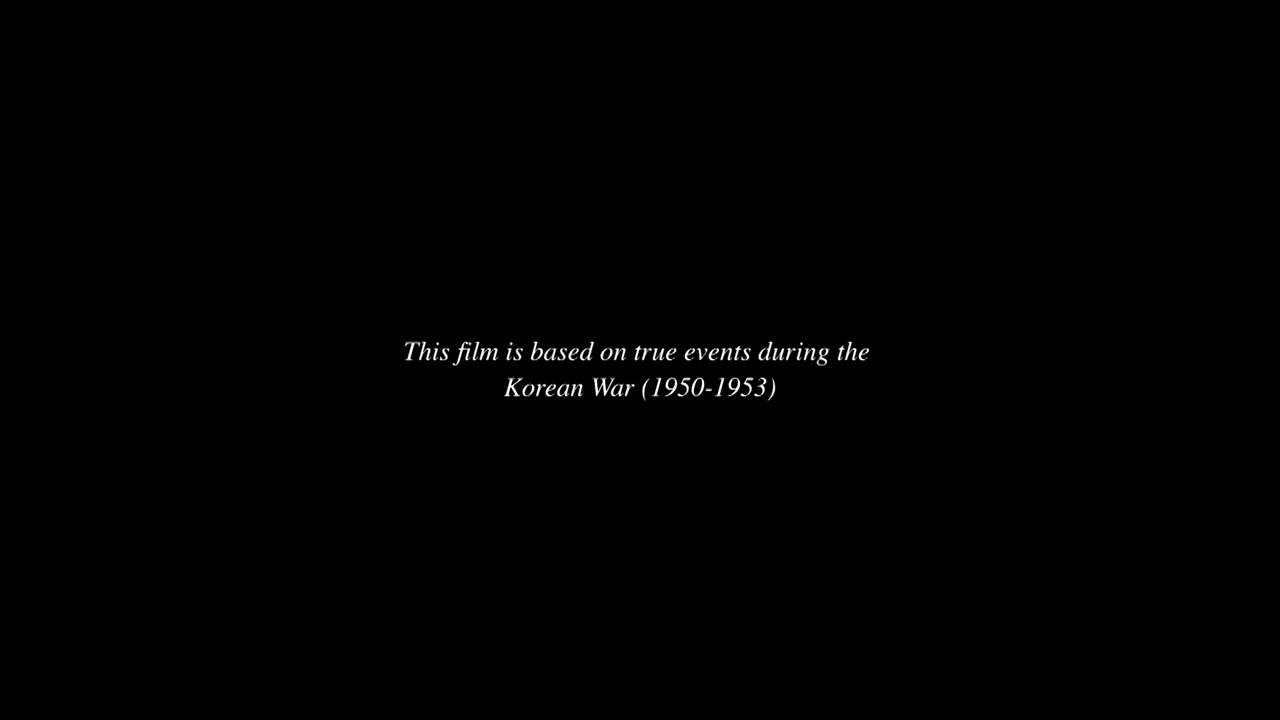 This film is based on true events during the
Korean War (1950-1953)